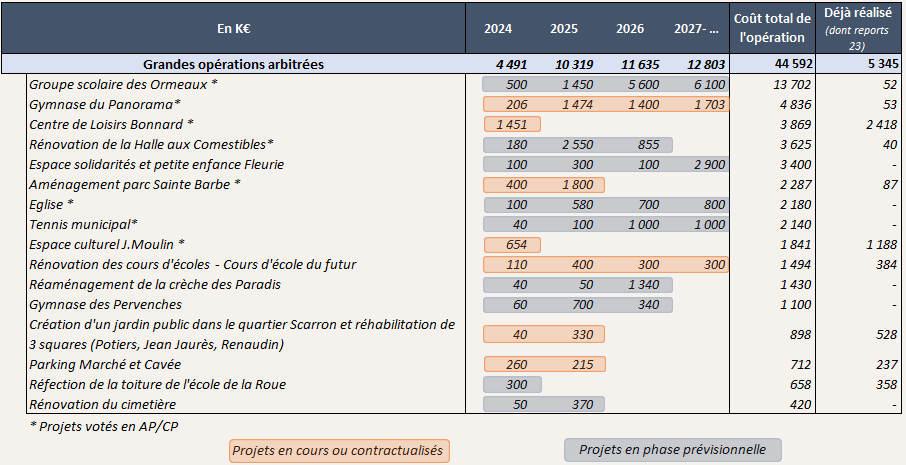 En K€ 2024 2025 2026 2027- ... Coût total de l'opération Déjà réalisé (dont reports 23)
Grandes opérations arbitrées 4 491 10 319 11 635 12 803 44 592 5 345
Groupe scolaire des Ormeaux * 500 1 450 5 600 6 100 13 702 52
Gymnase du Panorama* 206 1 474 1 400 1 703 4 836 53
Centre de Loisirs Bonnard * 1 451 3 869 2 418
Rénovation de la Halle aux Comestibles* 180 2 550 855 3 625 40
Espace solidarités et petite enfance Fleurie 100 300 100 2 900 3 400 -
Aménagement parc Sainte Barbe * 400 1 800 2 287 87
Eglise * 100 580 700 800 2 180 -
Tennis municipal* 40 100 1 000 1 000 2 140 -
Espace culturel J.Moulin * 654 1 841 1 188
Rénovation des cours d'écoles - Cours d'école du futur 110 400 300 300 1 494 384
Réaménagement de la crèche des Paradis 40 50 1 340 1 430 -
Gymnase des Pervenches 60 700 340 1 100 -
Création d'un jardin public dans le quartier Scarron et réhabilitation de
3 squares (Potiers, Jean Jaurès, Renaudin) 40 330 898 528
Parking Marché et Cavée 260 215 712 237
Réfection de la toiture de l'école de la Roue 300 658 358
Rénovation du cimetière 50 370 420 -
* Projets votés en AP/CP
Projets en cours ou contractualisés Projets en phase prévisionnelle